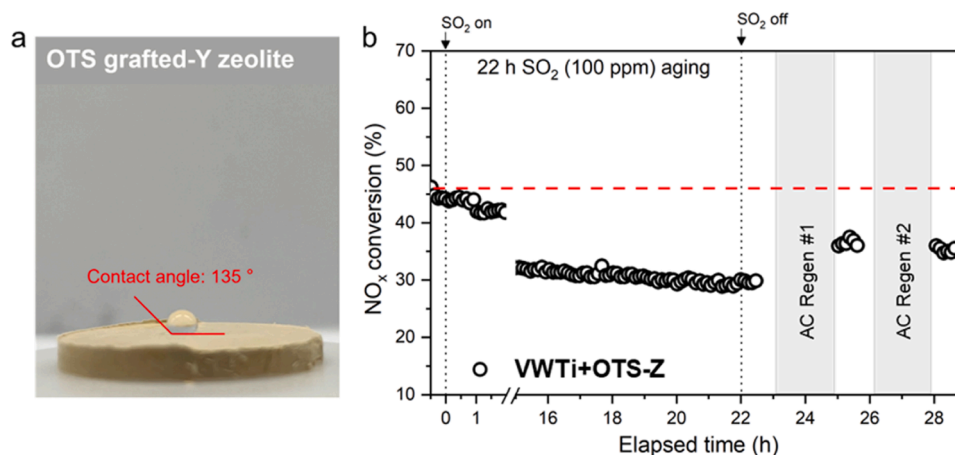 a
OTS grafted-Y zeolite
Contact angle: 135 °
b
SO₂ on
SO₂ off
22 h SO₂ (100 ppm) aging
NOₓ conversion (%)
70
60
50
40
30
20
10
AC Regen #1
AC Regen #2
VWTi+OTS-Z
0 1 16 18 20 22 24 26 28
Elapsed time (h)